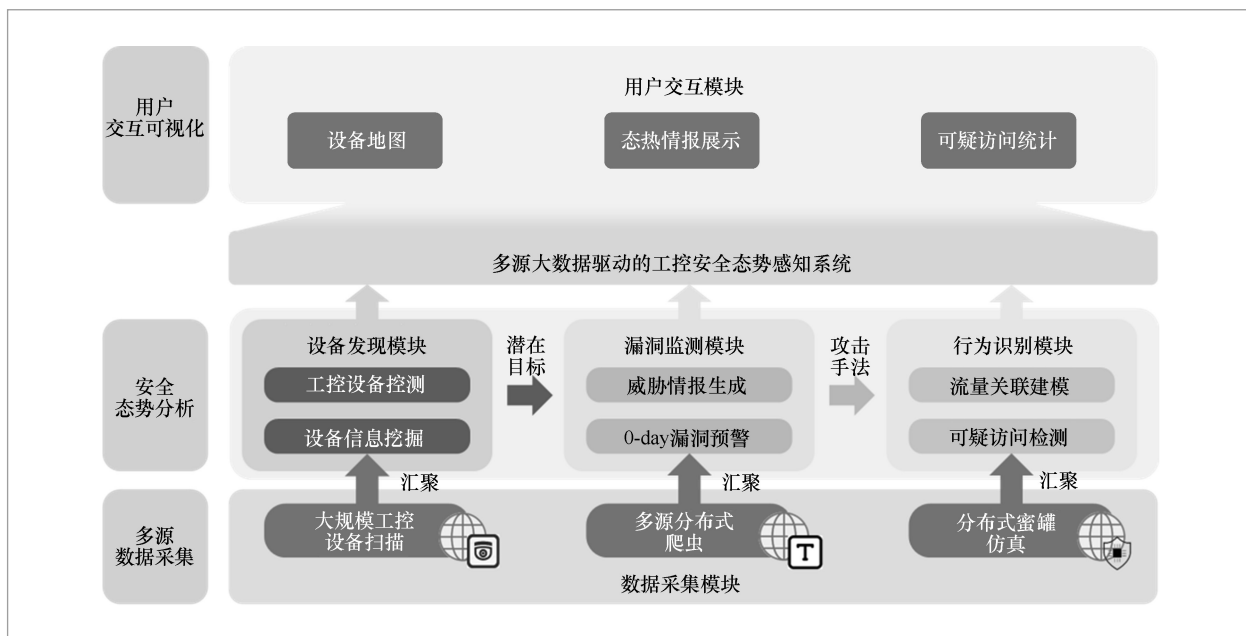 用户
交互可视化
用户交互模块
设备地图
态热情报展示
可疑访问统计
多源大数据驱动的工控安全态势感知系统
安全
态势分析
设备发现模块
工控设备控测
设备信息挖掘
潜在
目标
漏洞监测模块
威胁情报生成
0-day漏洞预警
攻击
手法
行为识别模块
流量关联建模
可疑访问检测
汇聚
汇聚
汇聚
多源
数据采集
大规模工控
设备扫描
多源分布式
爬虫
T
分布式蜜罐
仿真
数据采集模块